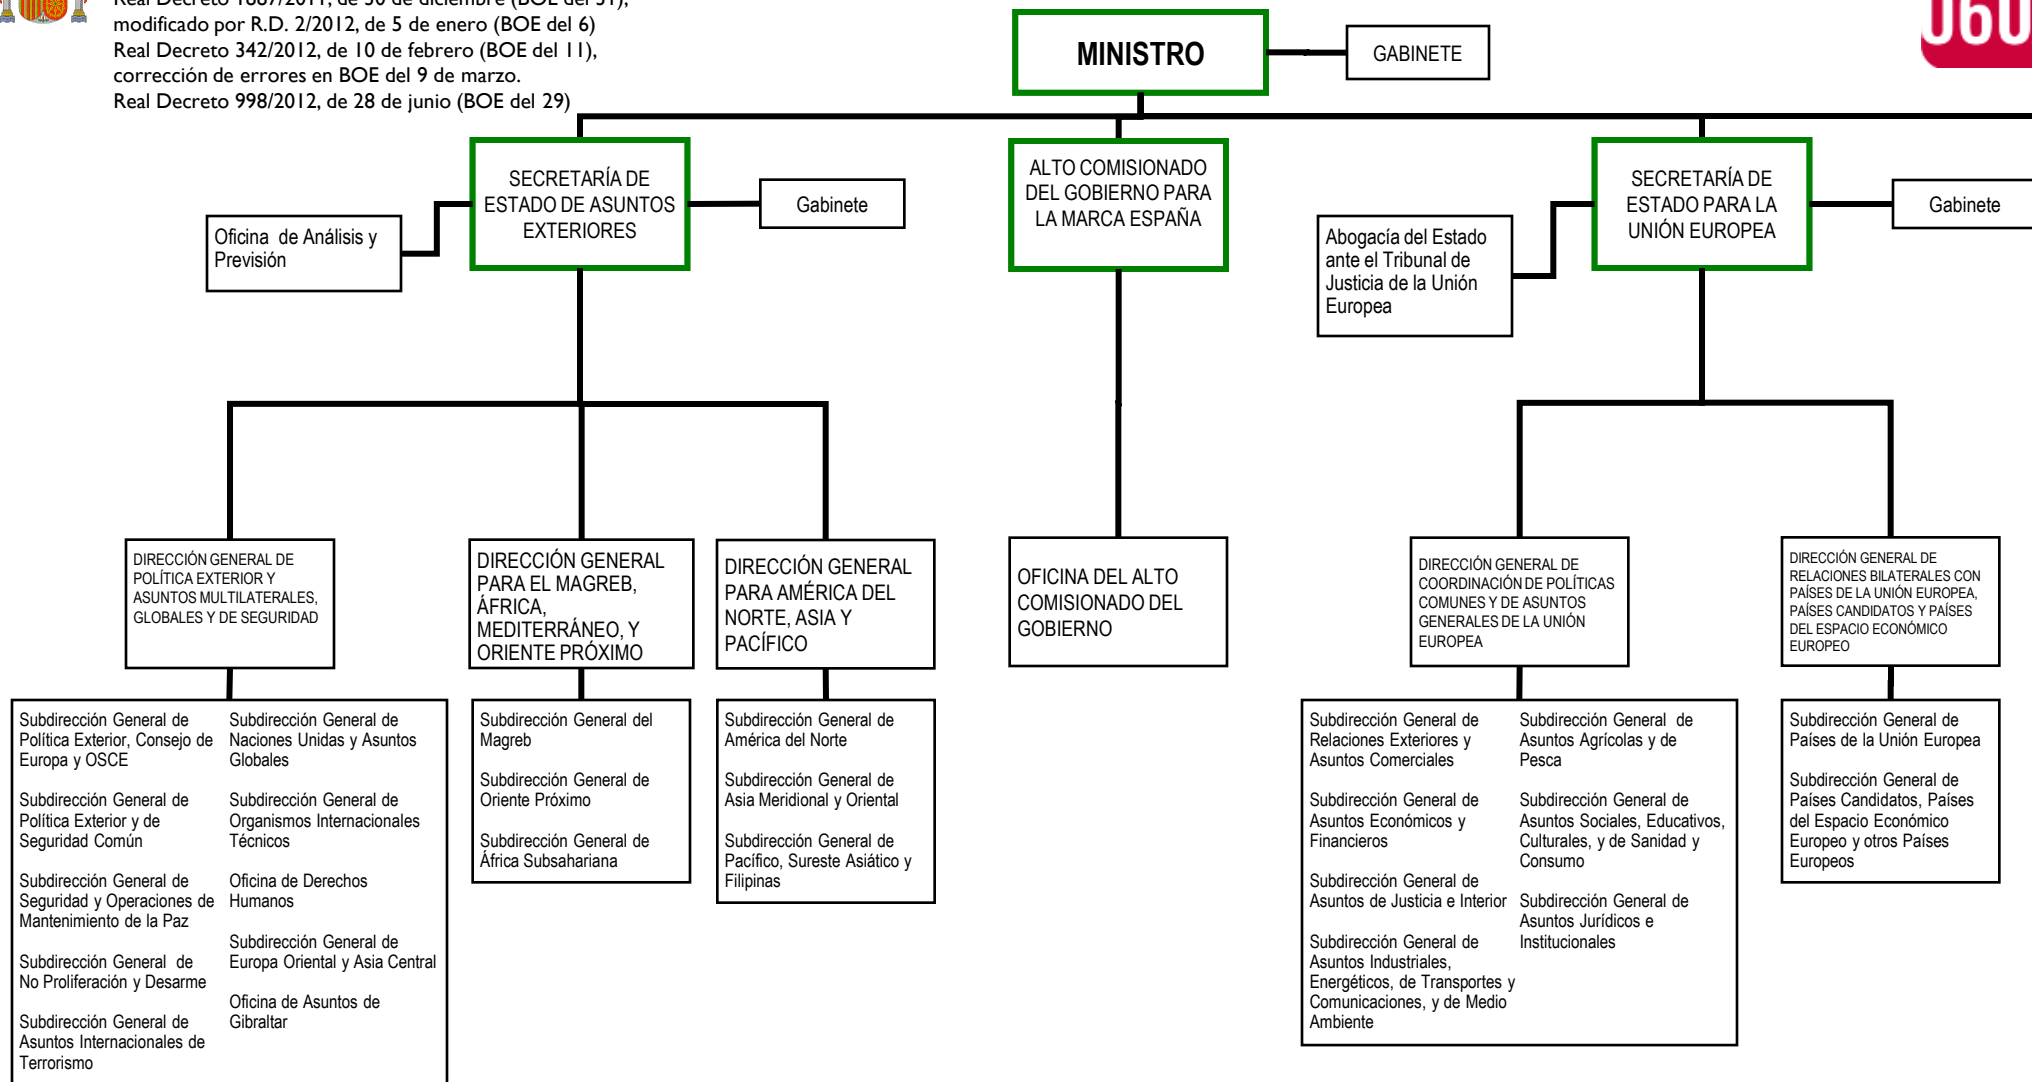 Real Decreto 1887/2011, de 30 de diciembre (BOE del 31),
modificado por R.D. 2/2012, de 5 de enero (BOE del 6)
Real Decreto 342/2012, de 10 de febrero (BOE del 11),
corrección de errores en BOE del 9 de marzo.
Real Decreto 998/2012, de 28 de junio (BOE del 29)
MINISTRO
GABINETE
060
SECRETARÍA DE
ESTADO DE ASUNTOS
EXTERIORES
Gabinete
Oficina de Análisis y
Previsión
ALTO COMISIONADO
DEL GOBIERNO PARA
LA MARCA ESPAÑA
SECRETARÍA DE
ESTADO PARA LA
UNIÓN EUROPEA
Gabinete
Abogacía del Estado
ante el Tribunal de
Justicia de la Unión
Europea
DIRECCIÓN GENERAL DE
POLÍTICA EXTERIOR Y
ASUNTOS MULTILATERALES,
GLOBALES Y DE SEGURIDAD
DIRECCIÓN GENERAL
PARA EL MAGREB,
ÁFRICA,
MEDITERRÁNEO, Y
ORIENTE PRÓXIMO
DIRECCIÓN GENERAL
PARA AMÉRICA DEL
NORTE, ASIA Y
PACÍFICO
OFICINA DEL ALTO
COMISIONADO DEL
GOBIERNO
DIRECCIÓN GENERAL DE
COORDINACIÓN DE POLÍTICAS
COMUNES Y DE ASUNTOS
GENERALES DE LA UNIÓN
EUROPEA
DIRECCIÓN GENERAL DE
RELACIONES BILATERALES CON
PAÍSES DE LA UNIÓN EUROPEA,
PAÍSES CANDIDATOS Y PAÍSES
DEL ESPACIO ECONÓMICO
EUROPEO
Subdirección General de
Política Exterior, Consejo de
Europa y OSCE
Subdirección General de
Política Exterior y de
Seguridad Común
Subdirección General de
Seguridad y Operaciones de
Mantenimiento de la Paz
Subdirección General de
No Proliferación y Desarme
Subdirección General de
Asuntos Internacionales de
Terrorismo
Subdirección General de
Naciones Unidas y Asuntos
Globales
Subdirección General de
Organismos Internacionales
Técnicos
Oficina de Derechos
Humanos
Subdirección General de
Europa Oriental y Asia Central
Oficina de Asuntos de
Gibraltar
Subdirección General del
Magreb
Subdirección General de
Oriente Próximo
Subdirección General de
África Subsahariana
Subdirección General de
América del Norte
Subdirección General de
Asia Meridional y Oriental
Subdirección General de
Pacífico, Sureste Asiático y
Filipinas
Subdirección General de
Relaciones Exteriores y
Asuntos Comerciales
Subdirección General de
Asuntos Económicos y
Financieros
Subdirección General de
Asuntos de Justicia e Interior
Subdirección General de
Asuntos Industriales,
Energéticos, de Transportes y
Comunicaciones, y de Medio
Ambiente
Subdirección General de
Asuntos Agrícolas y de
Pesca
Subdirección General de
Asuntos Sociales, Educativos,
Culturales, y de Sanidad y
Consumo
Subdirección General de
Asuntos Jurídicos e
Institucionales
Subdirección General de
Países de la Unión Europea
Subdirección General de
Países Candidatos, Países
del Espacio Económico
Europeo y otros Países
Europeos